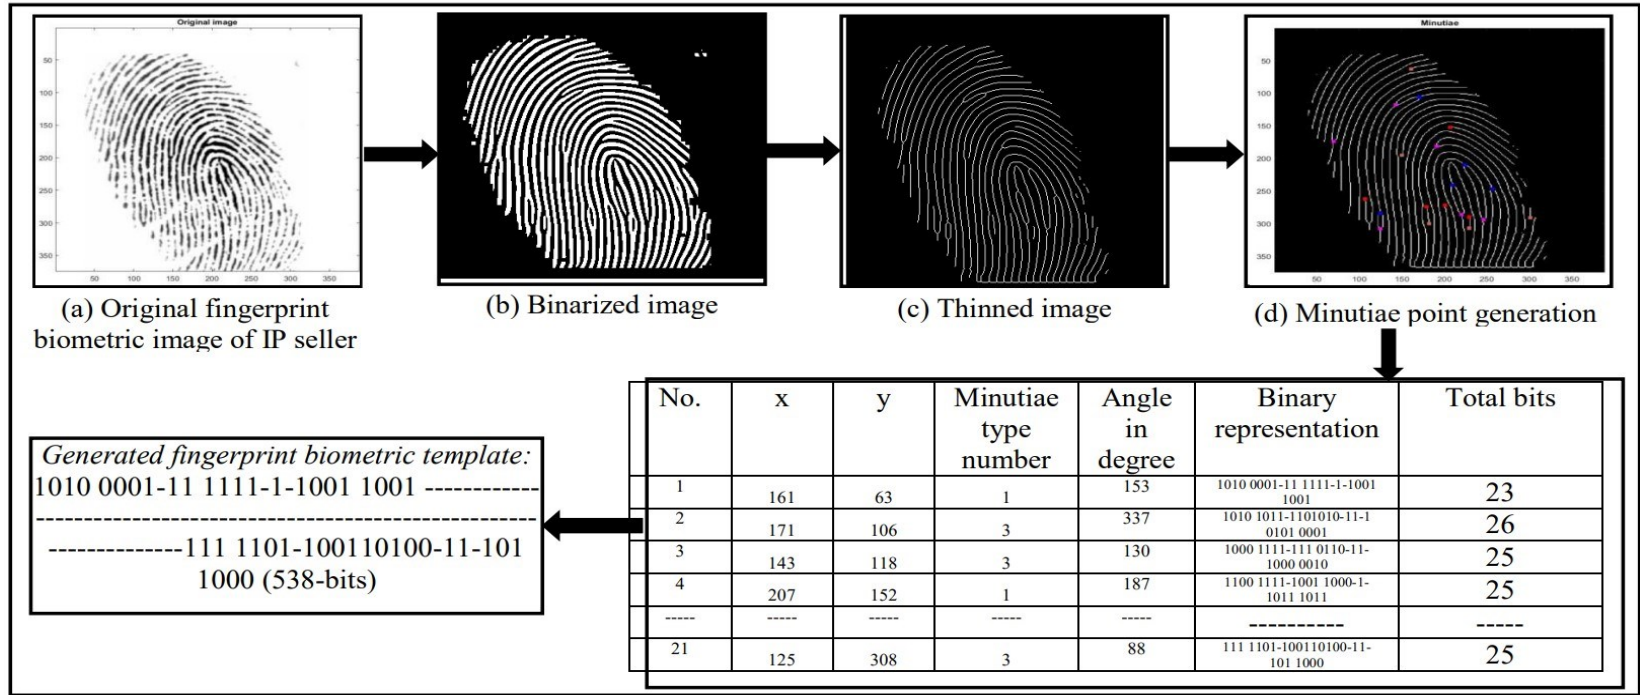 Original image
50
100
150
200
250
300
350
50 100 150 200 250 300 350
(a) Original fingerprint
biometric image of IP seller
(b) Binarized image
(c) Thinned image
Minutiae
50
100
150
200
250
300
350
50 100 150 200 250 300 350
(d) Minutiae point generation
No. x y Minutiae type number Angle in degree Binary representation Total bits
1 161 63 1 153 1010 0001-11 1111-1-1001 1001 23
2 171 106 3 337 1010 1011-1101010-11-1 0101 0001 26
3 143 118 3 130 1000 1111-111 0110-11-1000 0010 25
4 207 152 1 187 1100 1111-1001 1000-1-1011 1011 25
----- ----- ----- ----- ----- ---------- -----
21 125 308 3 88 111 1101-100110100-11-101 1000 25
Generated fingerprint biometric template:
1010 0001-11 1111-1-1001 1001 ------------
-----------------------------------------------------
--------------111 1101-100110100-11-101
1000 (538-bits)